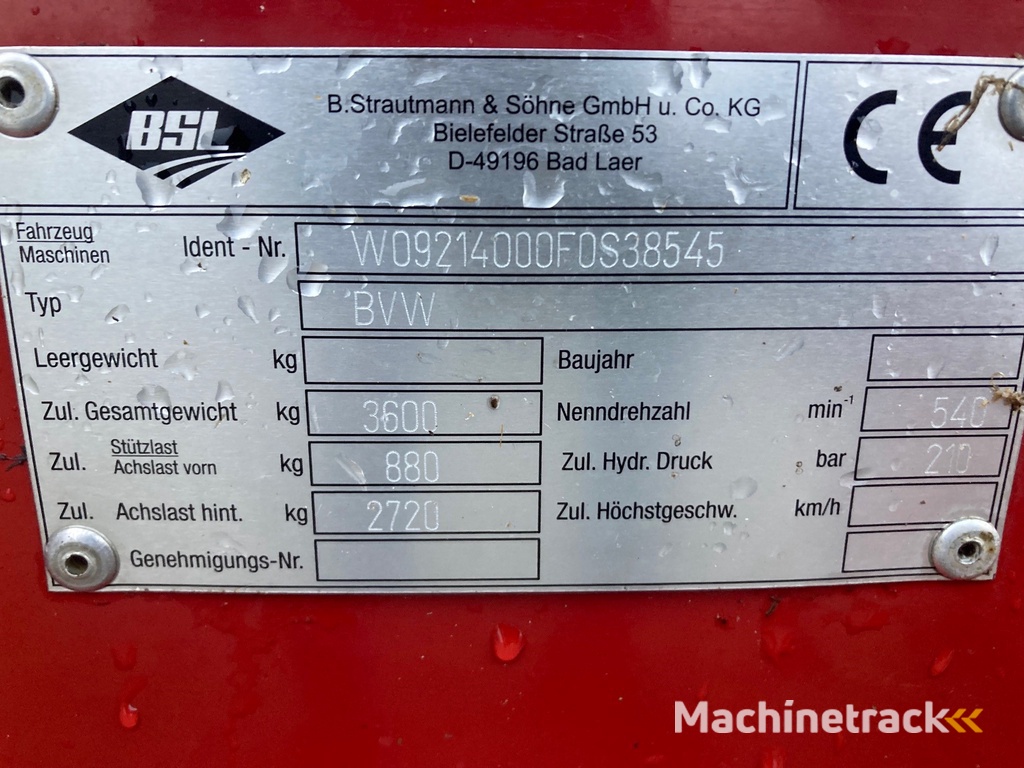 BSL
B.Strautmann & Söhne GmbH u. Co. KG
Bielefelder Straße 53
D-49196 Bad Laer
CE
Fahrzeug
Maschinen
Ident - Nr.
W09214000F0S38545
Typ
BVW
Leergewicht kg
Baujahr
Zul. Gesamtgewicht kg 3600
Nenndrehzahl min-1 540
Zul. Stützlast
Achslast vorn kg 880
Zul. Hydr. Druck bar 210
Zul. Achslast hint. kg 2720
Zul. Höchstgeschw. km/h
Genehmigungs-Nr.
Machinetrack